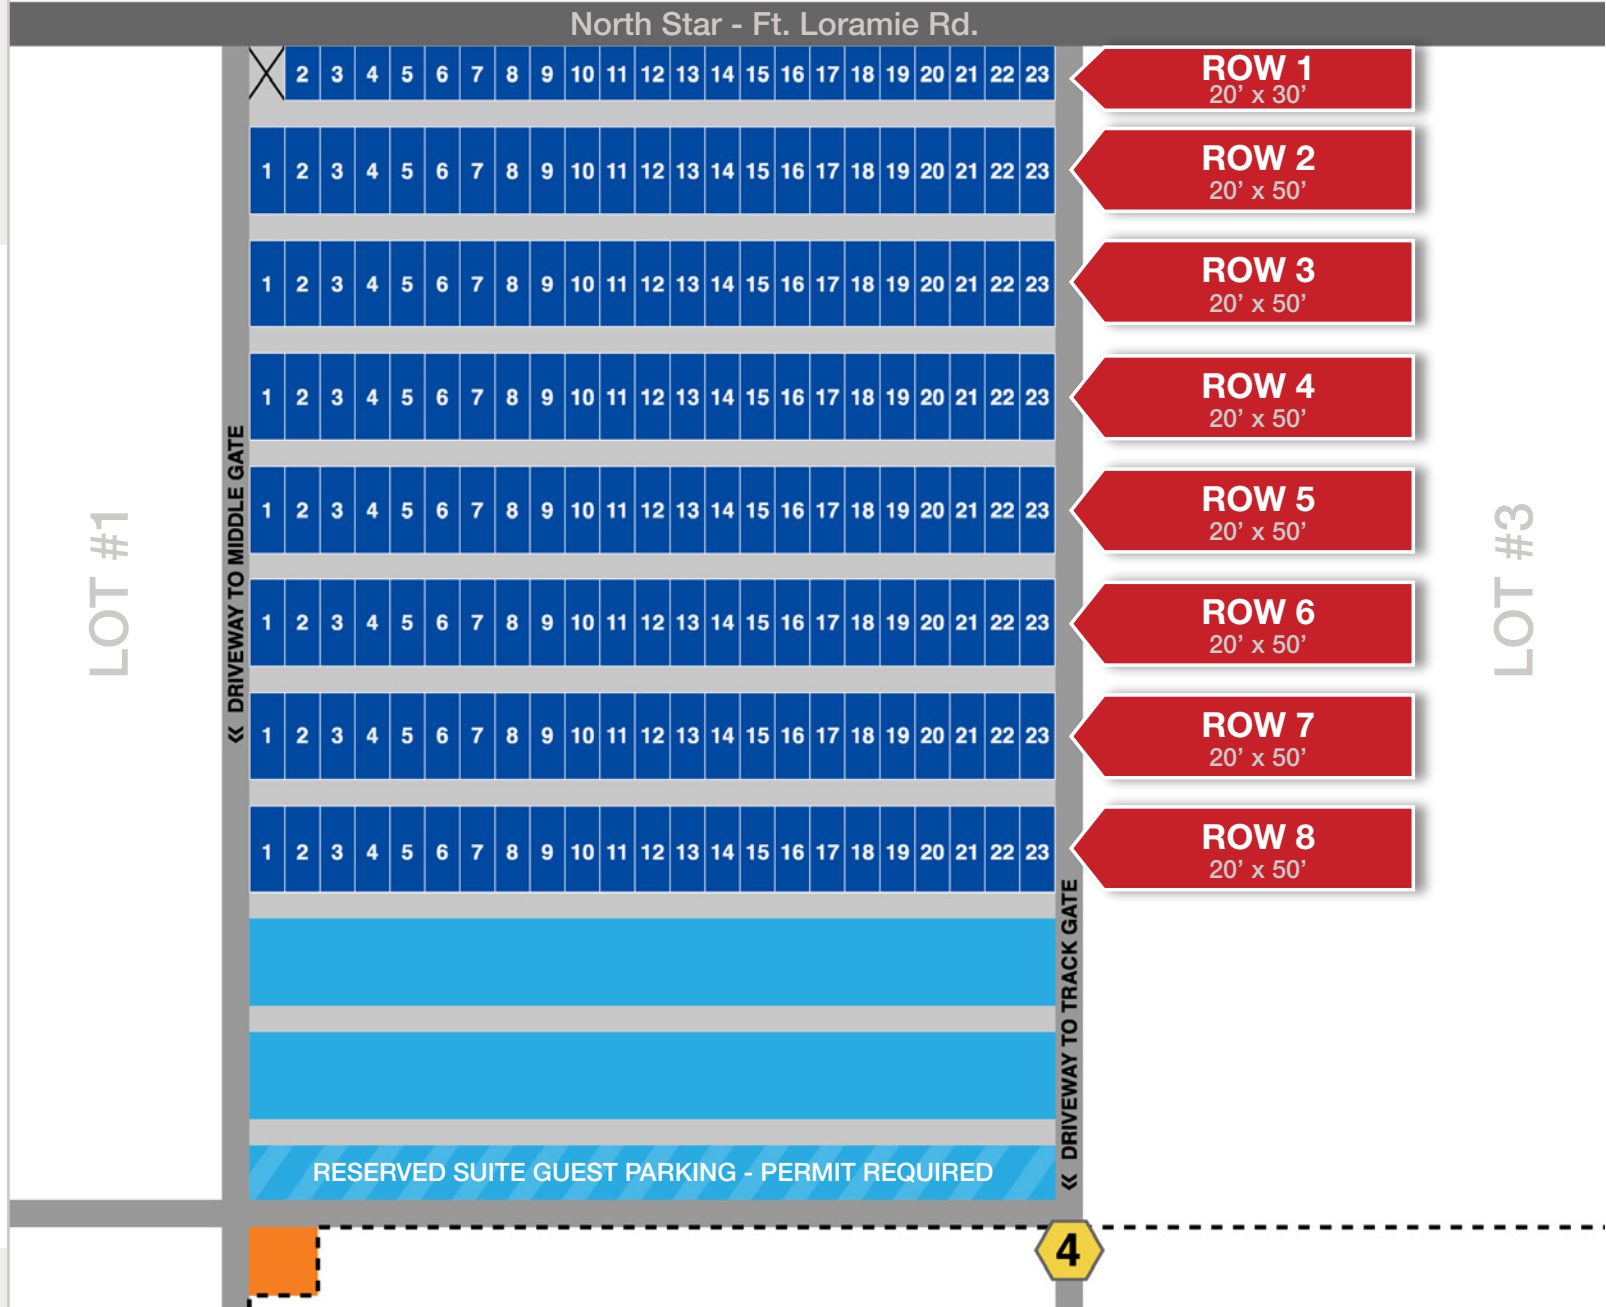 North Star - Ft. Loramie Rd.
2 3 4 5 6 7 8 9 10 11 12 13 14 15 16 17 18 19 20 21 22 23
ROW 1
20’ x 30’
1 2 3 4 5 6 7 8 9 10 11 12 13 14 15 16 17 18 19 20 21 22 23
ROW 2
20’ x 50’
1 2 3 4 5 6 7 8 9 10 11 12 13 14 15 16 17 18 19 20 21 22 23
ROW 3
20’ x 50’
1 2 3 4 5 6 7 8 9 10 11 12 13 14 15 16 17 18 19 20 21 22 23
ROW 4
20’ x 50’
1 2 3 4 5 6 7 8 9 10 11 12 13 14 15 16 17 18 19 20 21 22 23
ROW 5
20’ x 50’
1 2 3 4 5 6 7 8 9 10 11 12 13 14 15 16 17 18 19 20 21 22 23
ROW 6
20’ x 50’
1 2 3 4 5 6 7 8 9 10 11 12 13 14 15 16 17 18 19 20 21 22 23
ROW 7
20’ x 50’
1 2 3 4 5 6 7 8 9 10 11 12 13 14 15 16 17 18 19 20 21 22 23
ROW 8
20’ x 50’
LOT #1
« DRIVEWAY TO MIDDLE GATE
LOT #3
« DRIVEWAY TO TRACK GATE
RESERVED SUITE GUEST PARKING - PERMIT REQUIRED
4